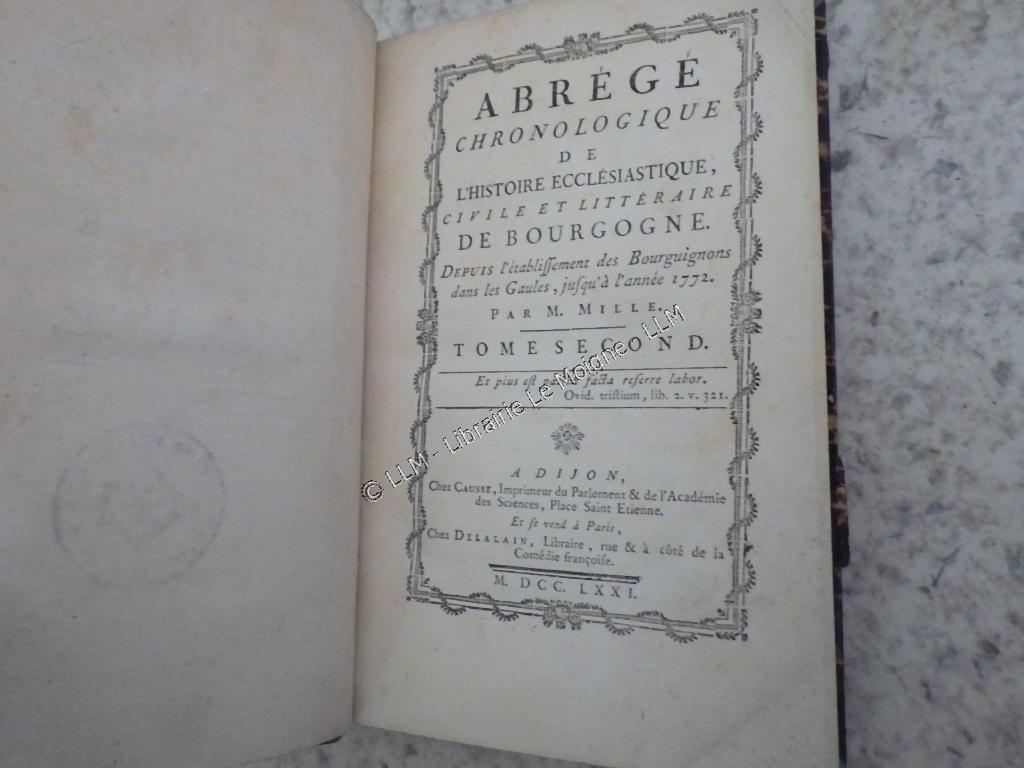 ABRÉGÉ
CHRONOLOGIQUE
DE
L'HISTOIRE ECCLÉSIASTIQUE,
CIVILE ET LITTÉRAIRE
DE BOURGOGNE.
DEPUIS l'établiſſement des Bourguignons
dans les Gaules, juſqu'à l'année 1772.
PAR M. MILLE.
TOME SECOND.
Et pius est facta referre labor.
Ovid. tristium, lib. 2. v. 321.
A DIJON,
Chez CAUSSE, Imprimeur du Parlement & de l'Académie
des Sciences, Place Saint Etienne.
Et ſe vend à Paris,
Chez DELALAIN, Libraire, rue & à côté de la
Comédie françoiſe.
M. DCC. LXXI.
© LLM - Librairie Le Moigne - LLM